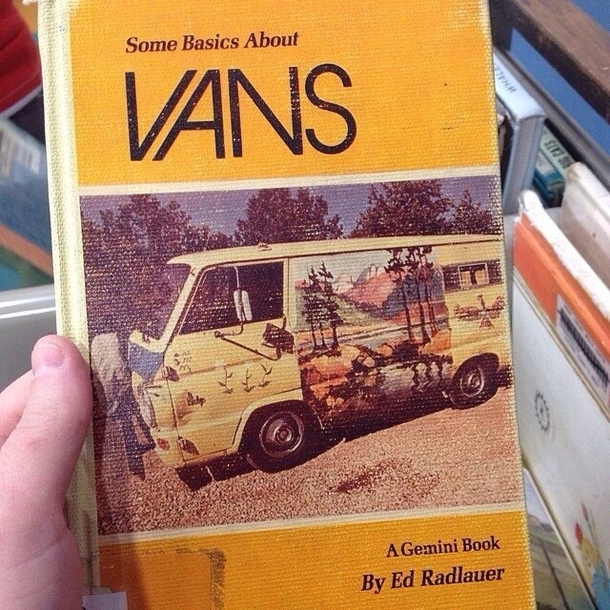 Some Basics About
VANS
A Gemini Book
By Ed Radlauer